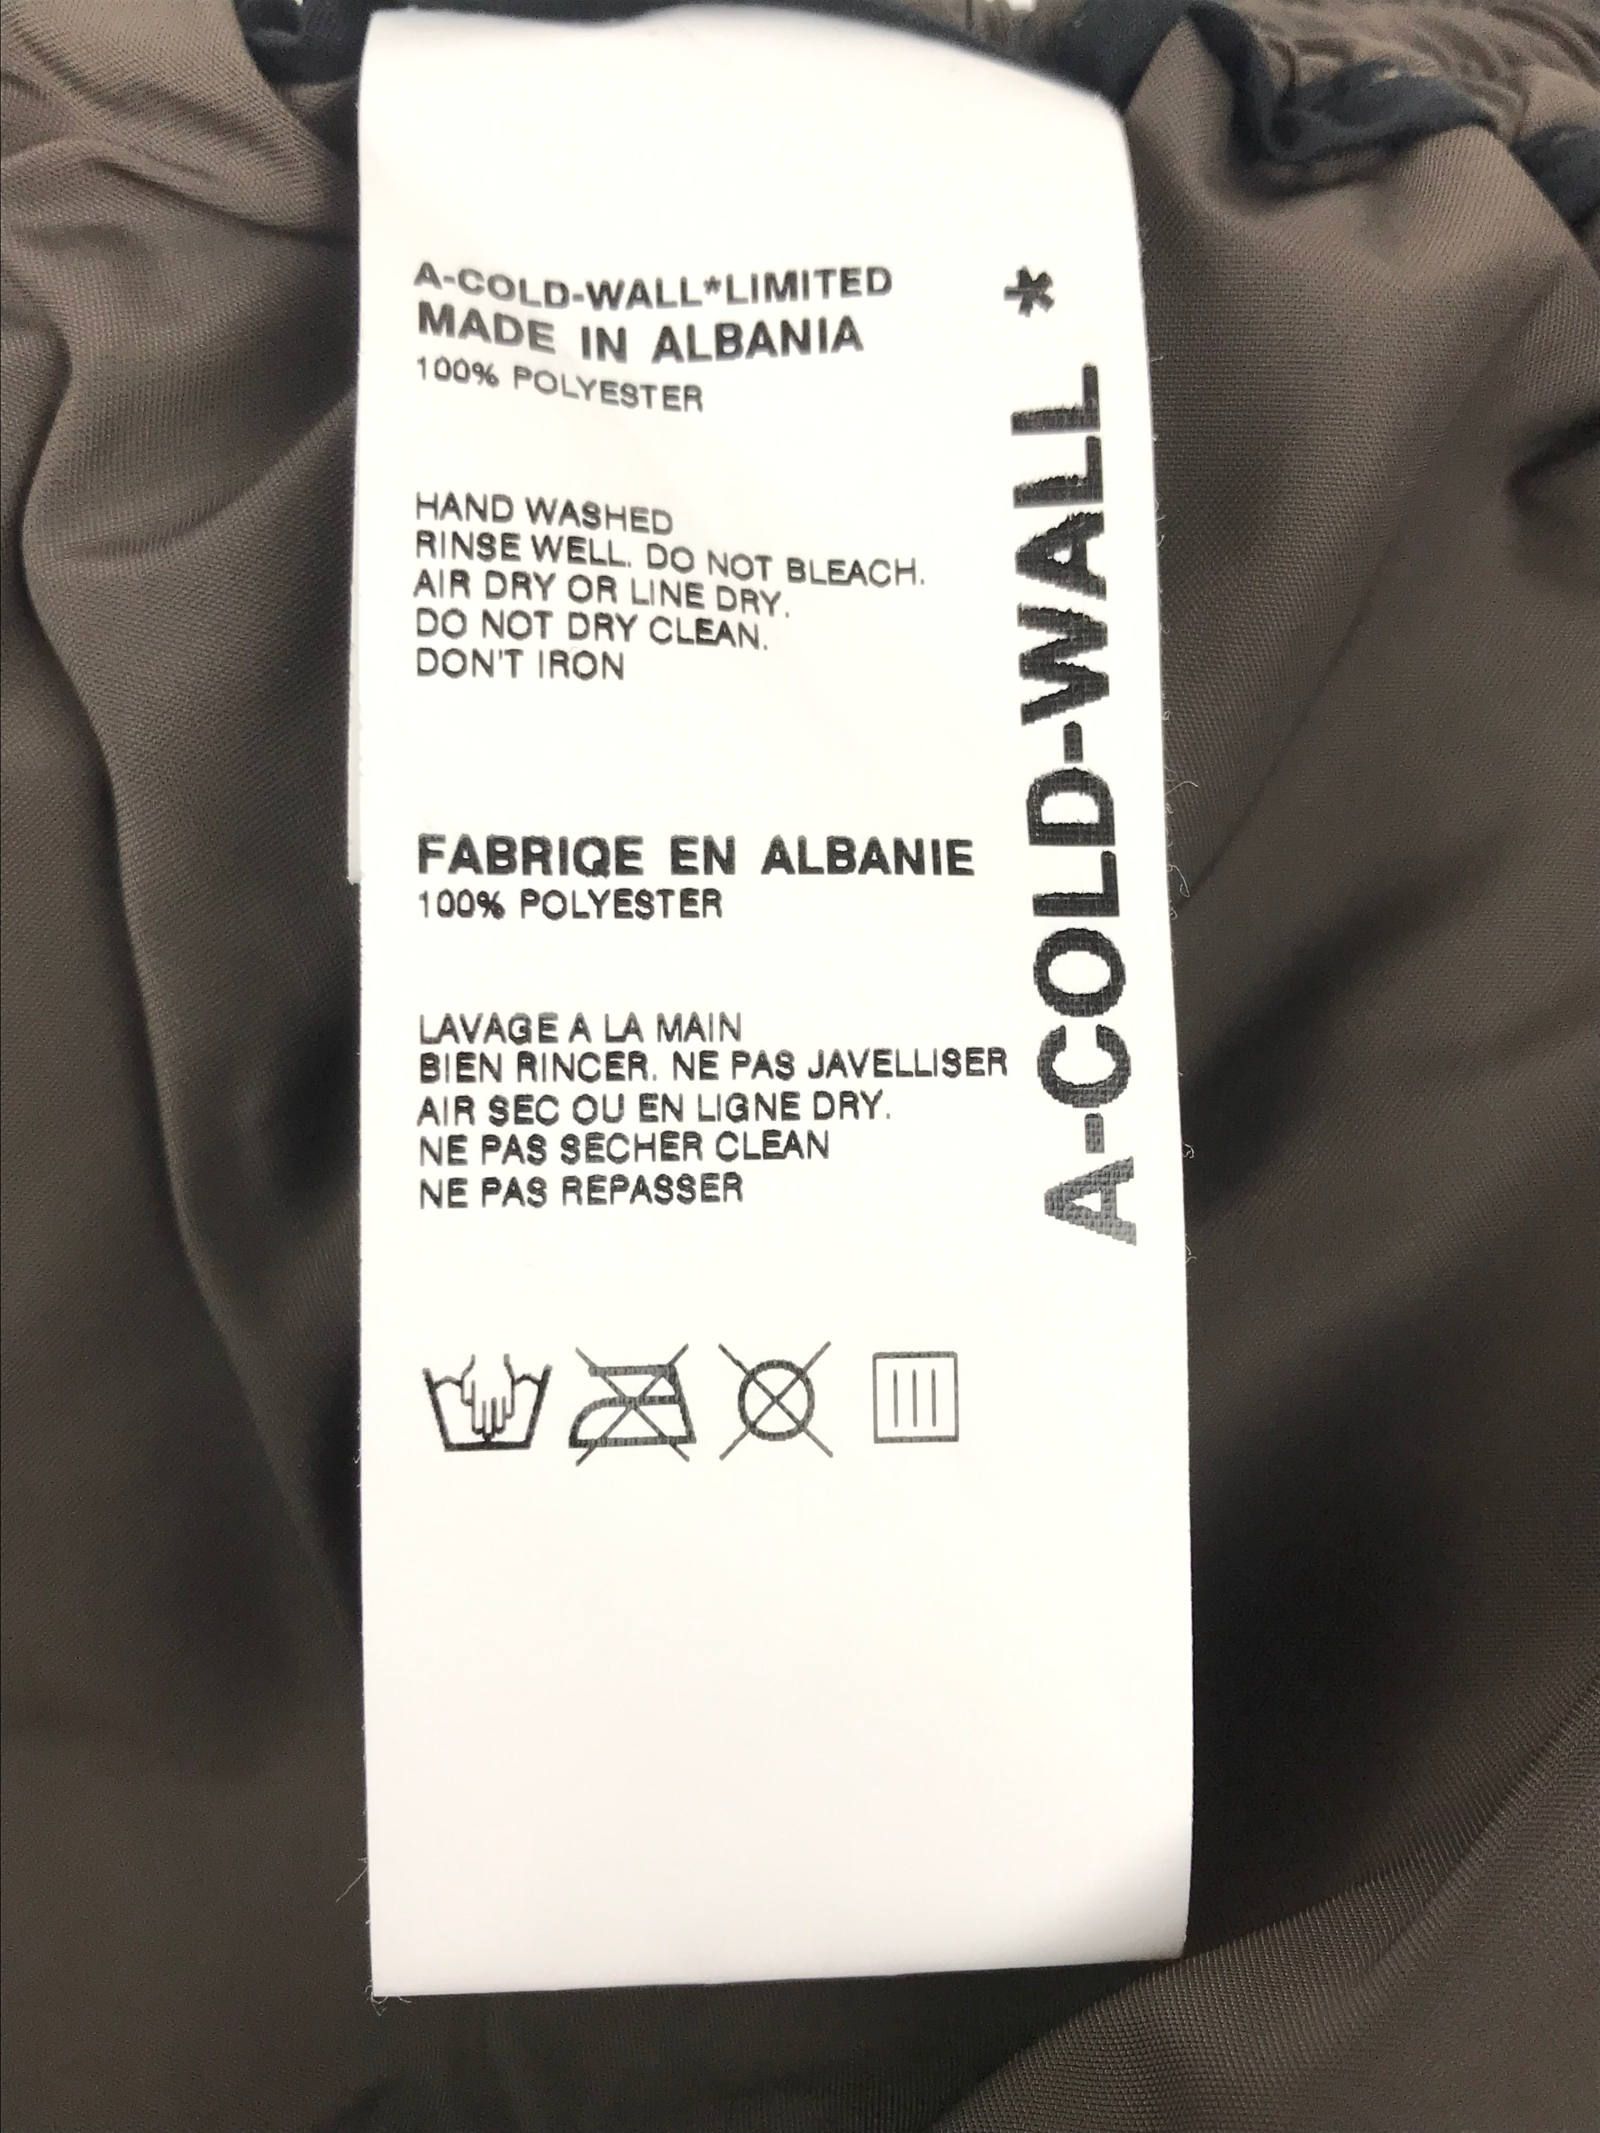 A-COLD-WALL*LIMITED
MADE IN ALBANIA
100% POLYESTER
HAND WASHED
RINSE WELL. DO NOT BLEACH.
AIR DRY OR LINE DRY.
DO NOT DRY CLEAN.
DON'T IRON
FABRIQE EN ALBANIE
100% POLYESTER
LAVAGE A LA MAIN
BIEN RINCER. NE PAS JAVELLISER
AIR SEC OU EN LIGNE DRY.
NE PAS SECHER CLEAN
NE PAS REPASSER
A-COLD-WALL*